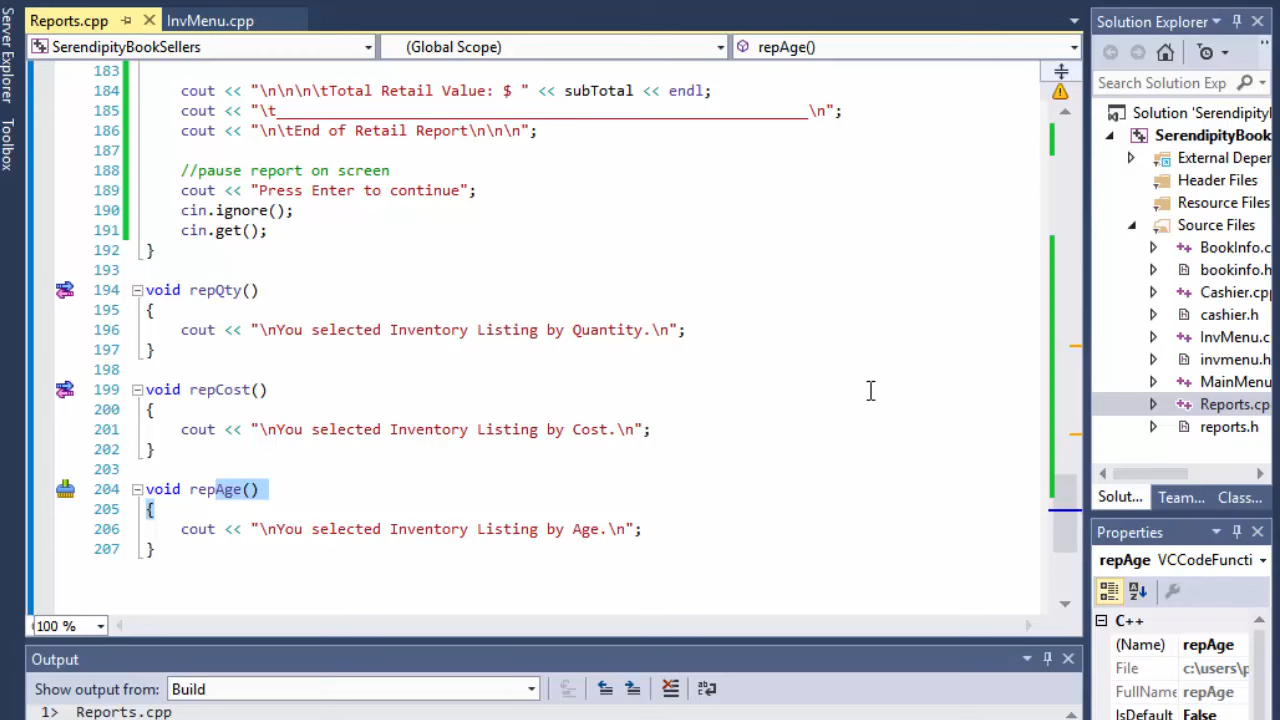 Server Explorer
Toolbox
Reports.cpp
InvMenu.cpp
SerendipityBookSellers
(Global Scope)
repAge()
183
184 cout << "\n\n\n\tTotal Retail Value: $ " << subTotal << endl;
185 cout << "\t_____________________________________________________________\n";
186 cout << "\n\tEnd of Retail Report\n\n\n";
187
188 //pause report on screen
189 cout << "Press Enter to continue";
190 cin.ignore();
191 cin.get();
192 }
193
194 void repQty()
195 {
196 cout << "\nYou selected Inventory Listing by Quantity.\n";
197 }
198
199 void repCost()
200 {
201 cout << "\nYou selected Inventory Listing by Cost.\n";
202 }
203
204 void repAge()
205 {
206 cout << "\nYou selected Inventory Listing by Age.\n";
207 }
100 %
Output
Show output from: Build
1> Reports.cpp
Solution Explorer
Search Solution Exp
Solution 'Serendipity
SerendipityBook
External Deper
Header Files
Resource Files
Source Files
BookInfo.c
bookinfo.h
Cashier.cp
cashier.h
InvMenu.c
invmenu.h
MainMenu
Reports.cp
reports.h
Solut... Team... Class...
Properties
repAge VCCodeFuncti
C++
(Name) repAge
File c:\users\p
FullName repAge
IsDefault False